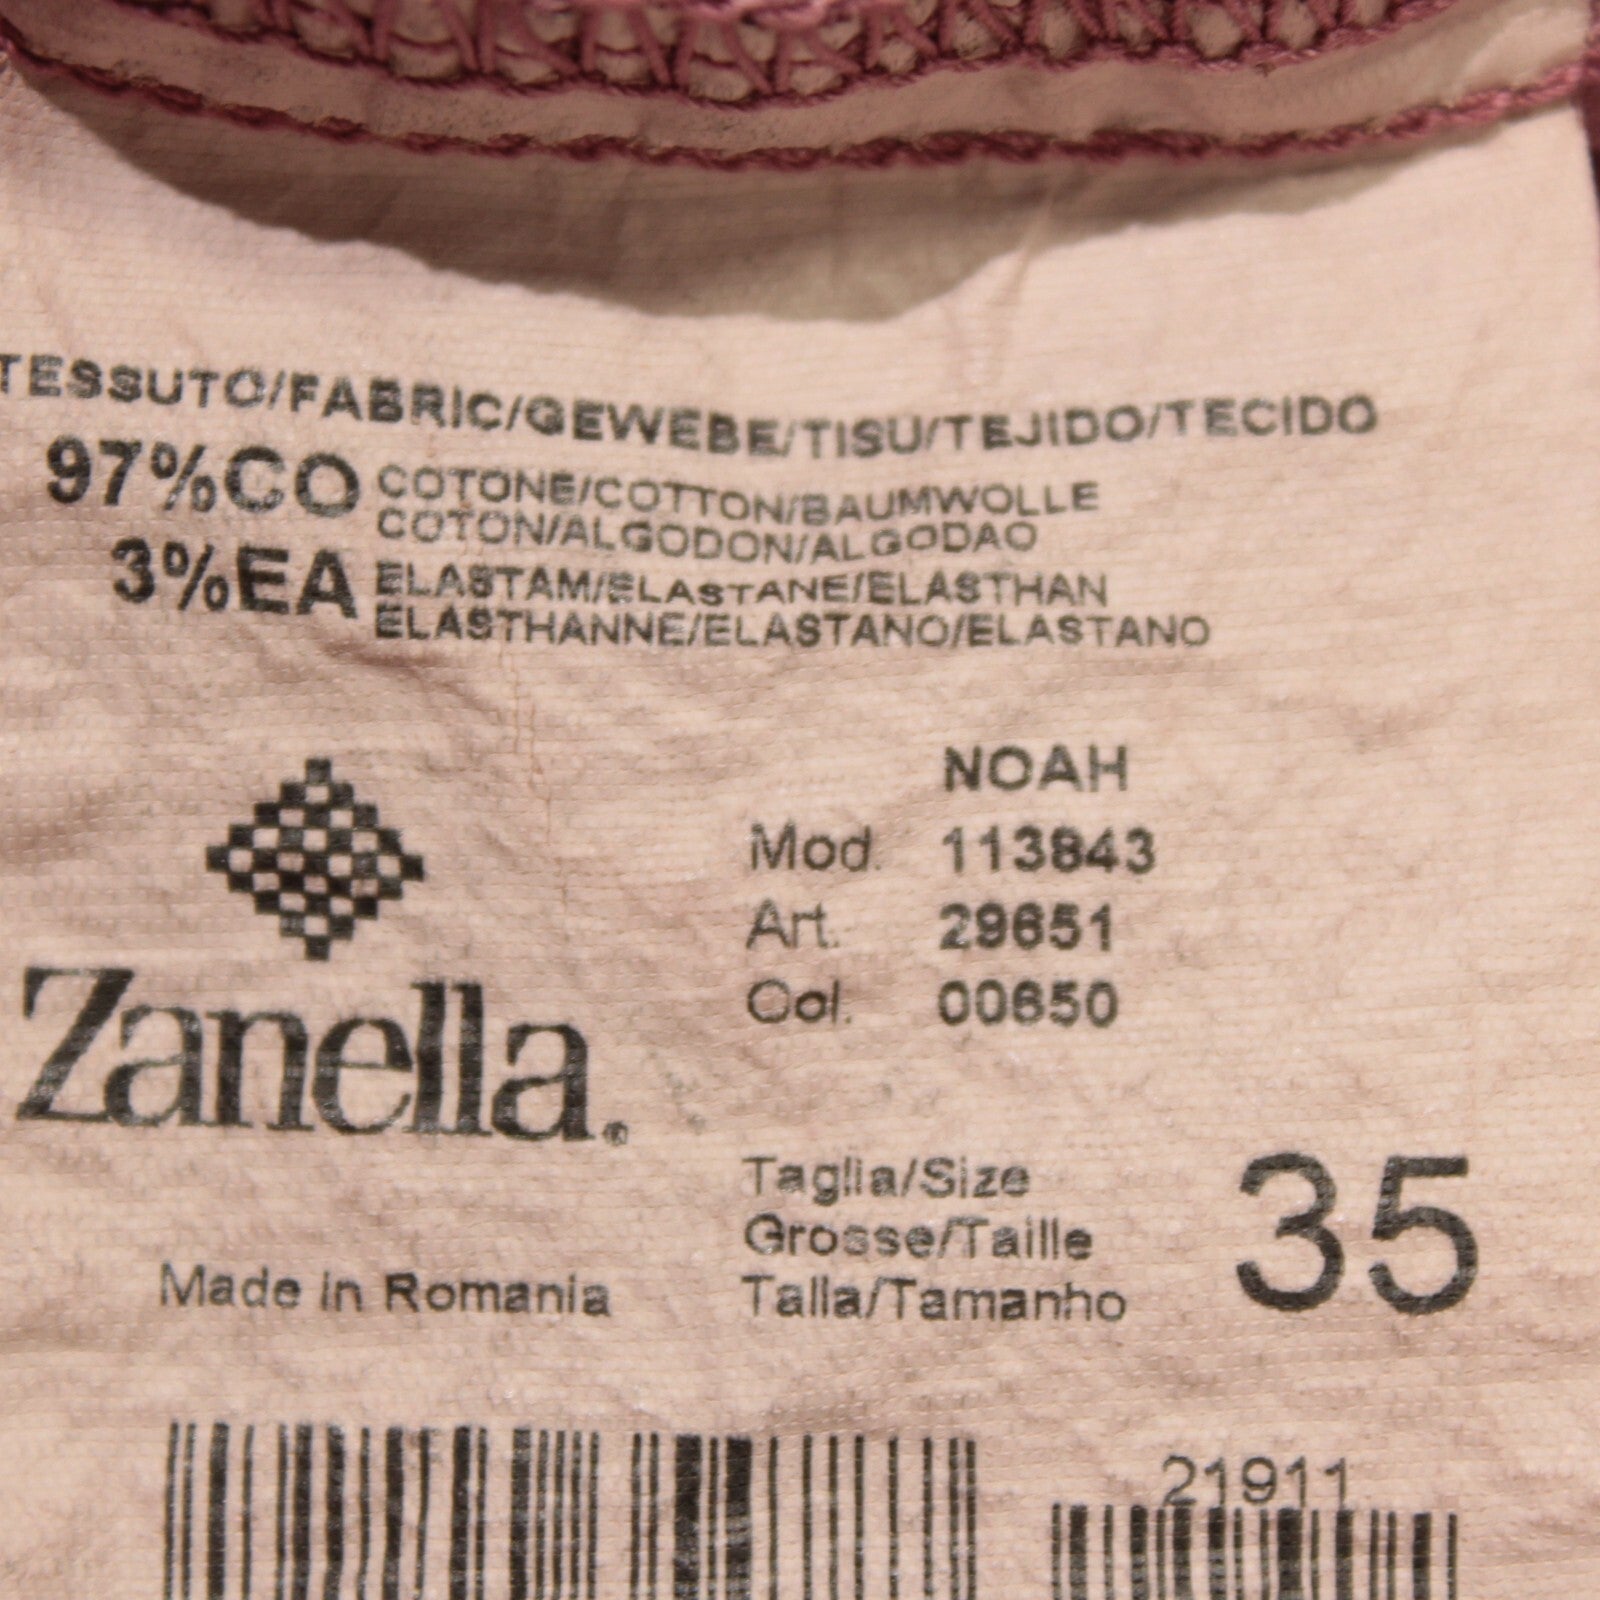 TESSUTO/FABRIC/GEWEBE/TISU/TEJIDO/TECIDO
97%CO COTONE/COTTON/BAUMWOLLE
COTON/ALGODON/ALGODAO
3%EA ELASTAM/ELASTANE/ELASTHAN
ELASTHANNE/ELASTANO/ELASTANO
NOAH
Mod. 113843
Art. 29651
Col. 00650
Zanella®
Taglia/Size
Grosse/Taille
Talla/Tamanho
35
Made in Romania
21911